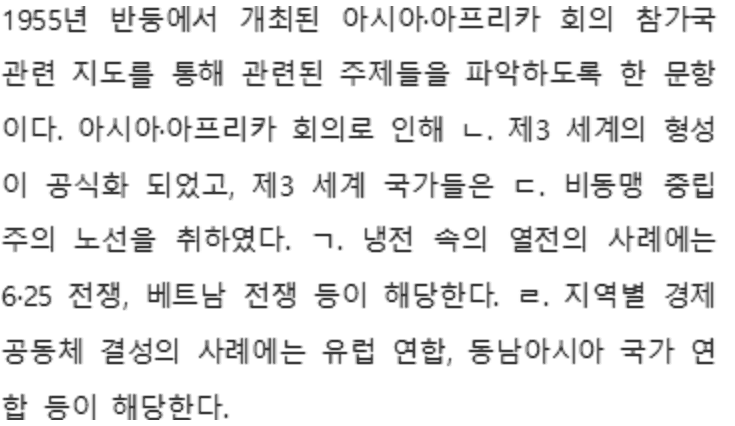 1955년 반둥에서 개최된 아시아·아프리카 회의 참가국
관련 지도를 통해 관련된 주제들을 파악하도록 한 문항
이다. 아시아·아프리카 회의로 인해 ㄴ. 제3 세계의 형성
이 공식화 되었고, 제3 세계 국가들은 ㄷ. 비동맹 중립
주의 노선을 취하였다. ㄱ. 냉전 속의 열전의 사례에는
6·25 전쟁, 베트남 전쟁 등이 해당한다. ㄹ. 지역별 경제
공동체 결성의 사례에는 유럽 연합, 동남아시아 국가 연
합 등이 해당한다.